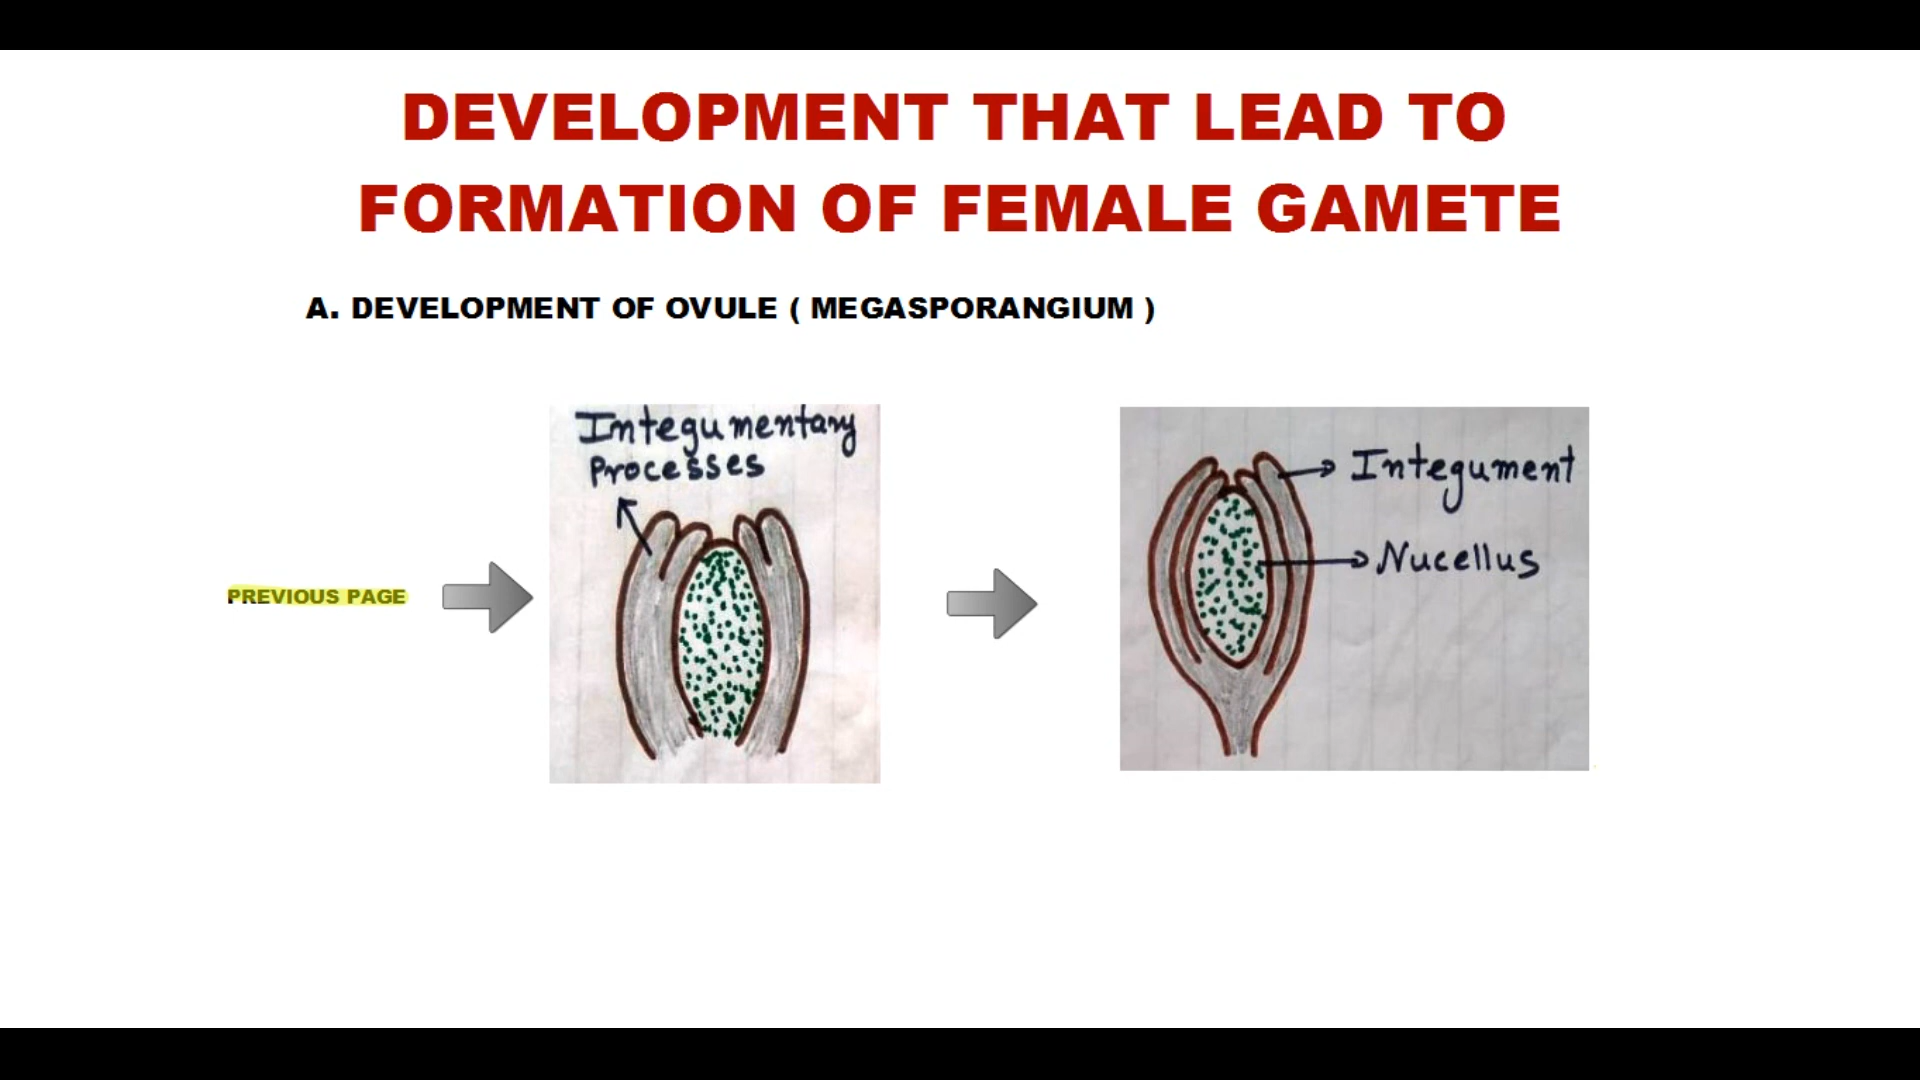 DEVELOPMENT THAT LEAD TO
FORMATION OF FEMALE GAMETE
A. DEVELOPMENT OF OVULE ( MEGASPORANGIUM )
PREVIOUS PAGE
Integumentary
Processes
Integument
Nucellus